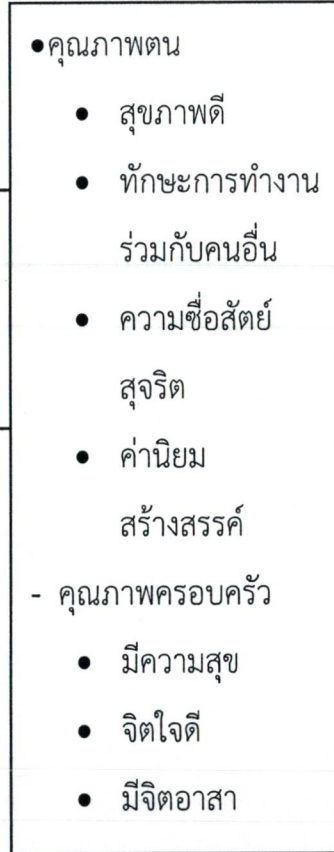 ●คุณภาพตน
● สุขภาพดี
● ทักษะการทำงาน
ร่วมกับคนอื่น
● ความซื่อสัตย์
สุจริต
● ค่านิยม
สร้างสรรค์
- คุณภาพครอบครัว
● มีความสุข
● จิตใจดี
● มีจิตอาสา